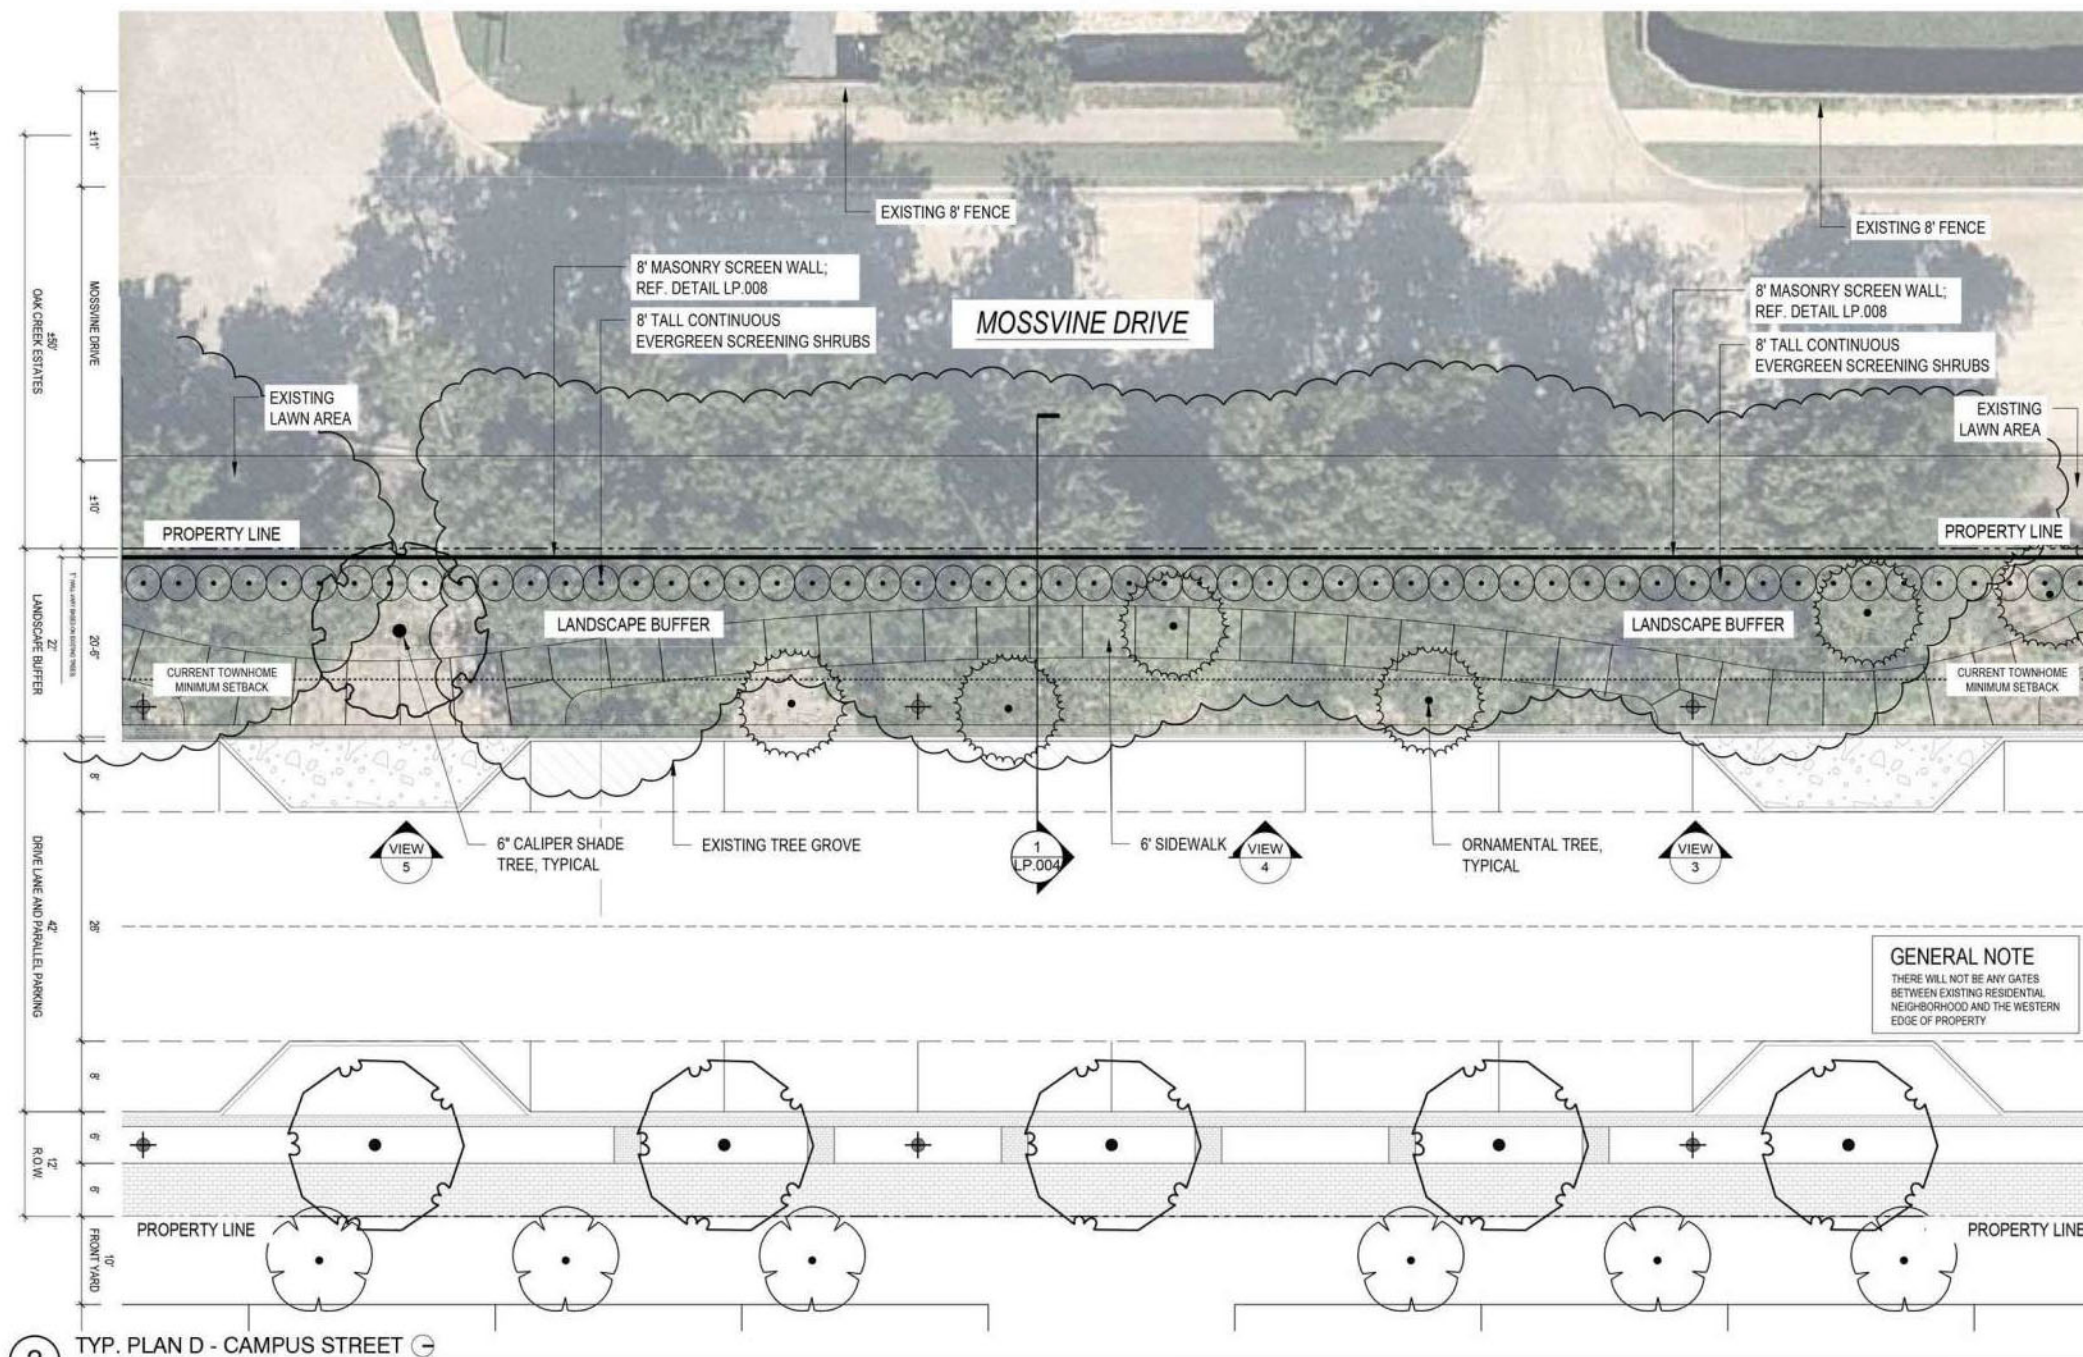 ±11'
EXISTING 8' FENCE
EXISTING 8' FENCE
8' MASONRY SCREEN WALL;
REF. DETAIL LP.008
8' TALL CONTINUOUS
EVERGREEN SCREENING SHRUBS
MOSSVINE DRIVE
8' MASONRY SCREEN WALL;
REF. DETAIL LP.008
8' TALL CONTINUOUS
EVERGREEN SCREENING SHRUBS
MOSSVINE DRIVE
±50'
OAK CREEK ESTATES
EXISTING
LAWN AREA
EXISTING
LAWN AREA
±10'
PROPERTY LINE
PROPERTY LINE
LANDSCAPE BUFFER
LANDSCAPE BUFFER
20'-6"
22'
LANDSCAPE BUFFER
CURRENT TOWNHOME
MINIMUM SETBACK
CURRENT TOWNHOME
MINIMUM SETBACK
8'
VIEW
5
6" CALIPER SHADE
TREE, TYPICAL
EXISTING TREE GROVE
1
LP.004
6' SIDEWALK
VIEW
4
ORNAMENTAL TREE,
TYPICAL
VIEW
3
26'
42'
DRIVE LANE AND PARALLEL PARKING
GENERAL NOTE
THERE WILL NOT BE ANY GATES
BETWEEN EXISTING RESIDENTIAL
NEIGHBORHOOD AND THE WESTERN
EDGE OF PROPERTY
8'
6'
12'
R.O.W
6'
PROPERTY LINE
PROPERTY LINE
10'
FRONT YARD
TYP. PLAN D - CAMPUS STREET